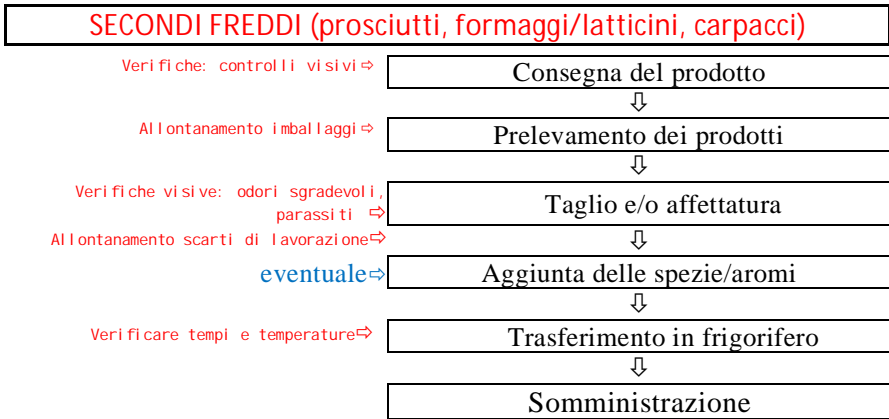 SECONDI FREDDI (prosciutti, formaggi/latticini, carpacci)
Verifiche: controlli visivi⇨
Consegna del prodotto
⇩
Allontanamento imballaggi⇨
Prelevamento dei prodotti
⇩
Verifiche visive: odori sgradevoli,
parassiti ⇨
Taglio e/o affettatura
Allontanamento scarti di lavorazione⇨
⇩
eventuale⇨
Aggiunta delle spezie/aromi
⇩
Verificare tempi e temperature⇨
Trasferimento in frigorifero
⇩
Somministrazione